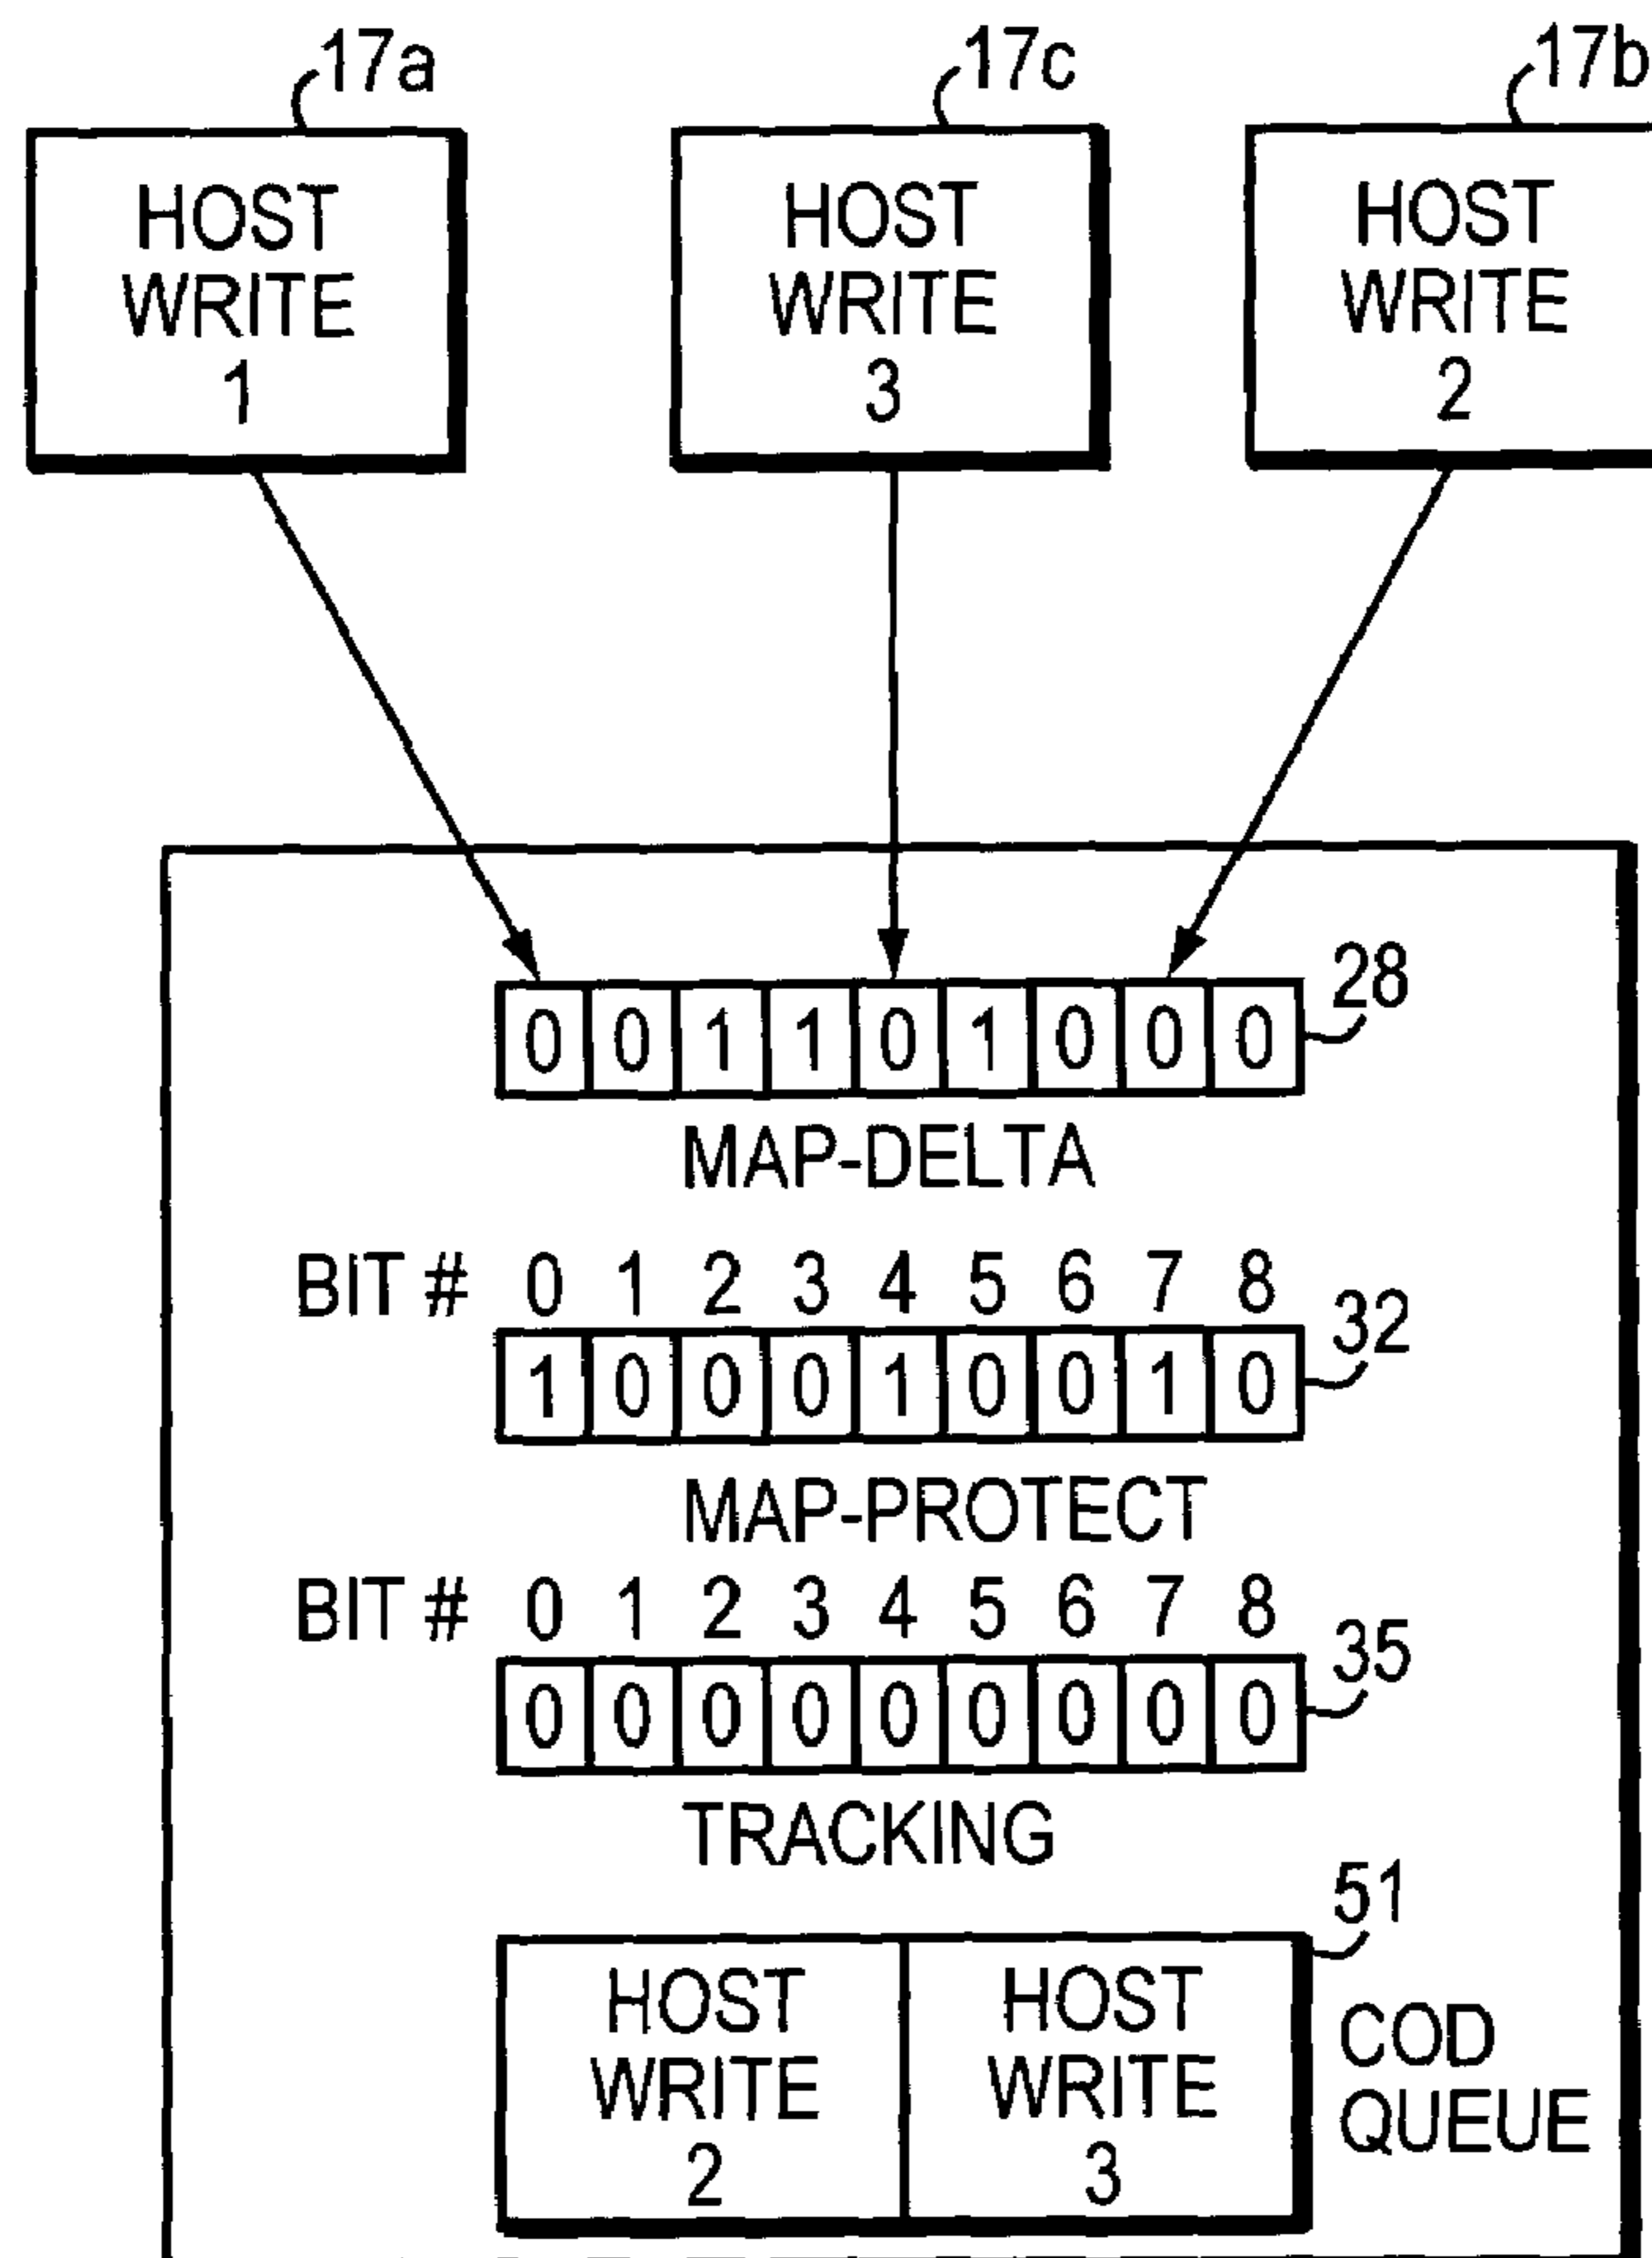 17a 17c 17b
HOST HOST HOST
WRITE WRITE WRITE
1 3 2
0 0 1 1 0 1 0 0 0 28
MAP-DELTA
BIT # 0 1 2 3 4 5 6 7 8
1 0 0 0 1 0 0 1 0 32
MAP-PROTECT
BIT # 0 1 2 3 4 5 6 7 8
0 0 0 0 0 0 0 0 0 35
TRACKING
51
HOST HOST
WRITE WRITE
2 3
COD
QUEUE